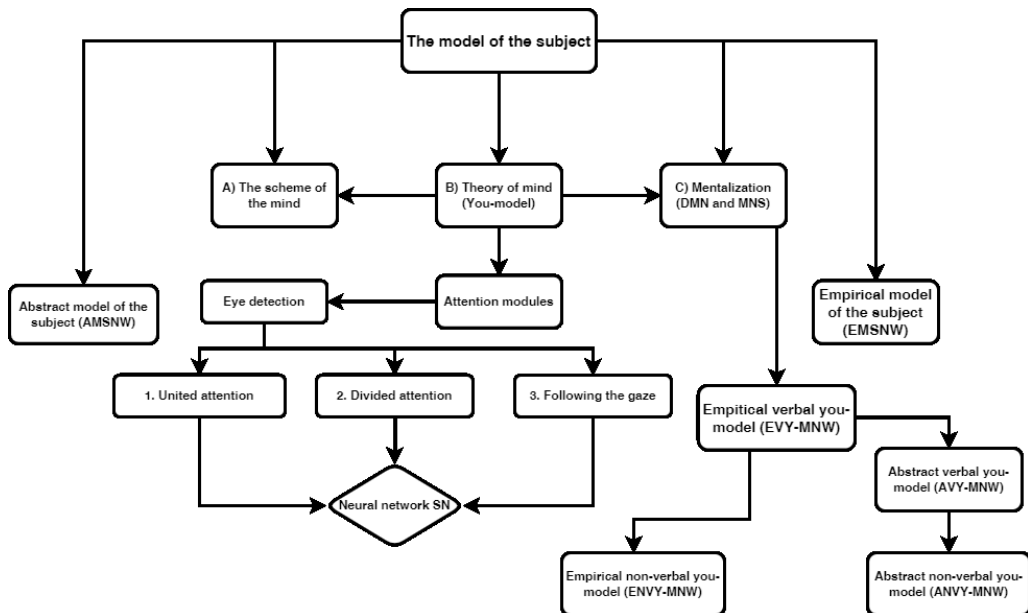 The model of the subject
A) The scheme of
the mind
B) Theory of mind
(You-model)
C) Mentalization
(DMN and MNS)
Abstract model of the
subject (AMSNW)
Eye detection
Attention modules
Empirical model
of the subject
(EMSNW)
1. United attention
2. Divided attention
3. Following the gaze
Empitical verbal you-
model (EVY-MNW)
Abstract verbal you-
model (AVY-MNW)
Neural network SN
Empirical non-verbal you-
model (ENVY-MNW)
Abstract non-verbal you-
model (ANVY-MNW)